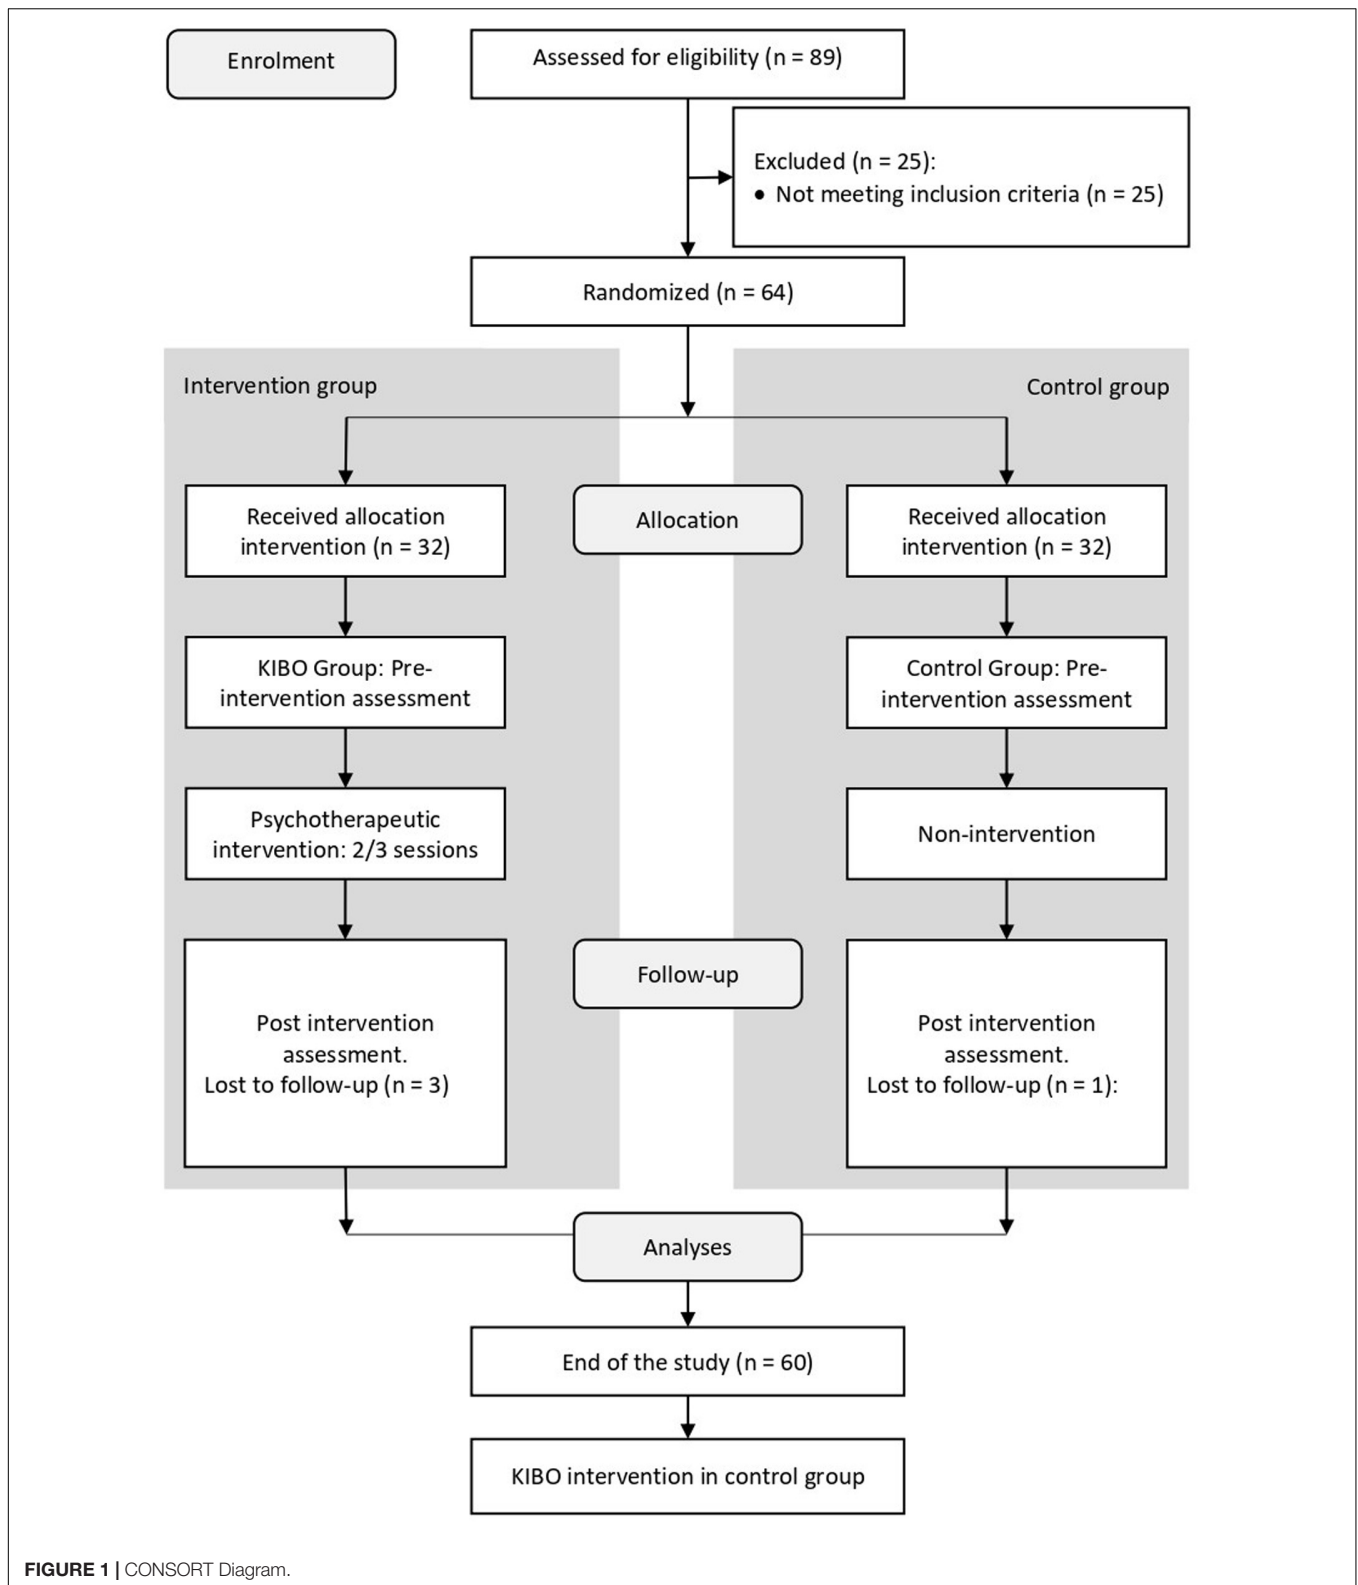 Enrolment
Assessed for eligibility (n = 89)
Excluded (n = 25):
• Not meeting inclusion criteria (n = 25)
Randomized (n = 64)
Intervention group
Control group
Received allocation
intervention (n = 32)
Allocation
Received allocation
intervention (n = 32)
KIBO Group: Pre-
intervention assessment
Control Group: Pre-
intervention assessment
Psychotherapeutic
intervention: 2/3 sessions
Non-intervention
Post intervention
assessment.
Lost to follow-up (n = 3)
Follow-up
Post intervention
assessment.
Lost to follow-up (n = 1):
Analyses
End of the study (n = 60)
KIBO intervention in control group
FIGURE 1 | CONSORT Diagram.